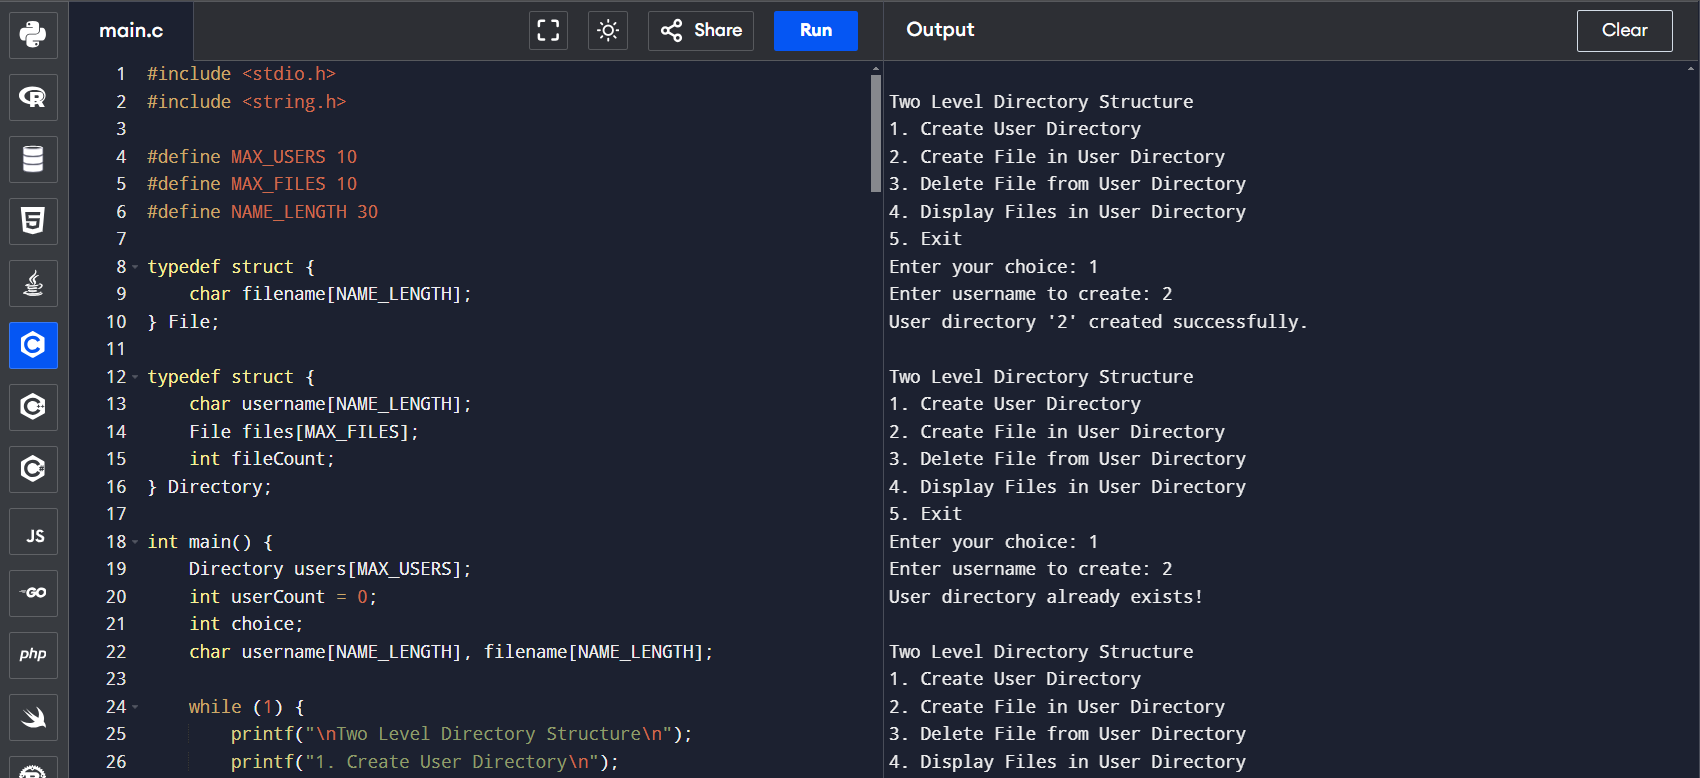 main.c
Share
Run
Output
Clear
R
5
C
C
C
JS
GO
php
1 #include <stdio.h>
2 #include <string.h>
3
4 #define MAX_USERS 10
5 #define MAX_FILES 10
6 #define NAME_LENGTH 30
7
8 typedef struct {
9     char filename[NAME_LENGTH];
10 } File;
11
12 typedef struct {
13     char username[NAME_LENGTH];
14     File files[MAX_FILES];
15     int fileCount;
16 } Directory;
17
18 int main() {
19     Directory users[MAX_USERS];
20     int userCount = 0;
21     int choice;
22     char username[NAME_LENGTH], filename[NAME_LENGTH];
23
24     while (1) {
25         printf("\nTwo Level Directory Structure\n");
26         printf("1. Create User Directory\n");
Two Level Directory Structure
1. Create User Directory
2. Create File in User Directory
3. Delete File from User Directory
4. Display Files in User Directory
5. Exit
Enter your choice: 1
Enter username to create: 2
User directory '2' created successfully.
Two Level Directory Structure
1. Create User Directory
2. Create File in User Directory
3. Delete File from User Directory
4. Display Files in User Directory
5. Exit
Enter your choice: 1
Enter username to create: 2
User directory already exists!
Two Level Directory Structure
1. Create User Directory
2. Create File in User Directory
3. Delete File from User Directory
4. Display Files in User Directory